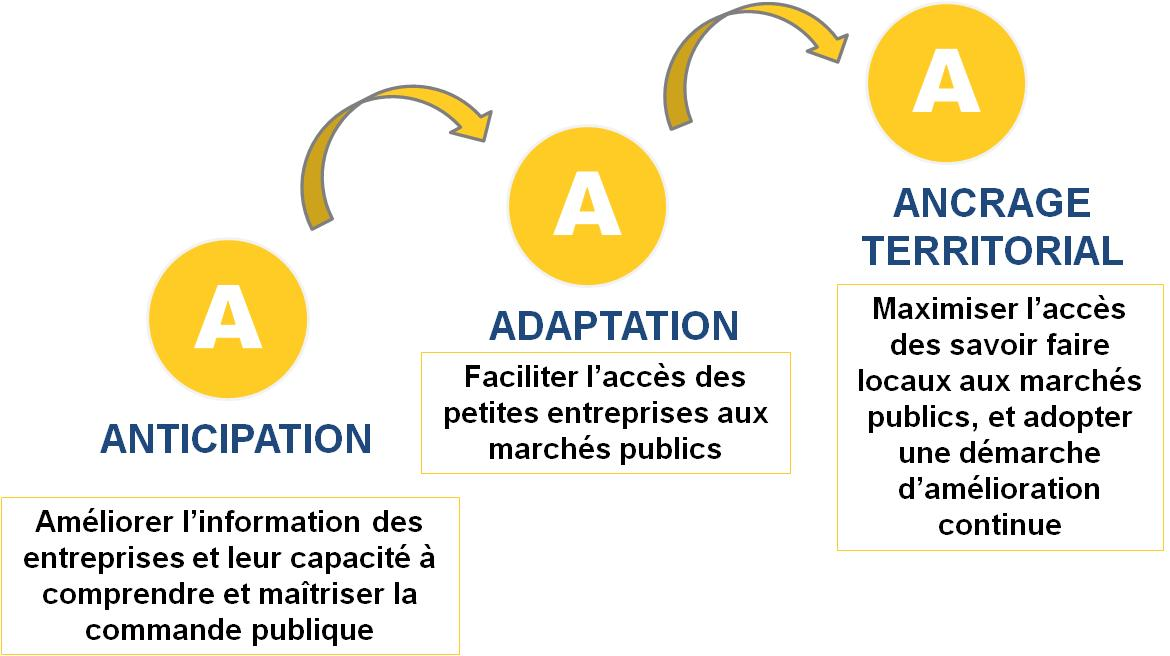 A
ANTICIPATION
Améliorer l’information des
entreprises et leur capacité à
comprendre et maîtriser la
commande publique
A
ADAPTATION
Faciliter l’accès des
petites entreprises aux
marchés publics
A
ANCRAGE
TERRITORIAL
Maximiser l’accès
des savoir faire
locaux aux marchés
publics, et adopter
une démarche
d’amélioration
continue